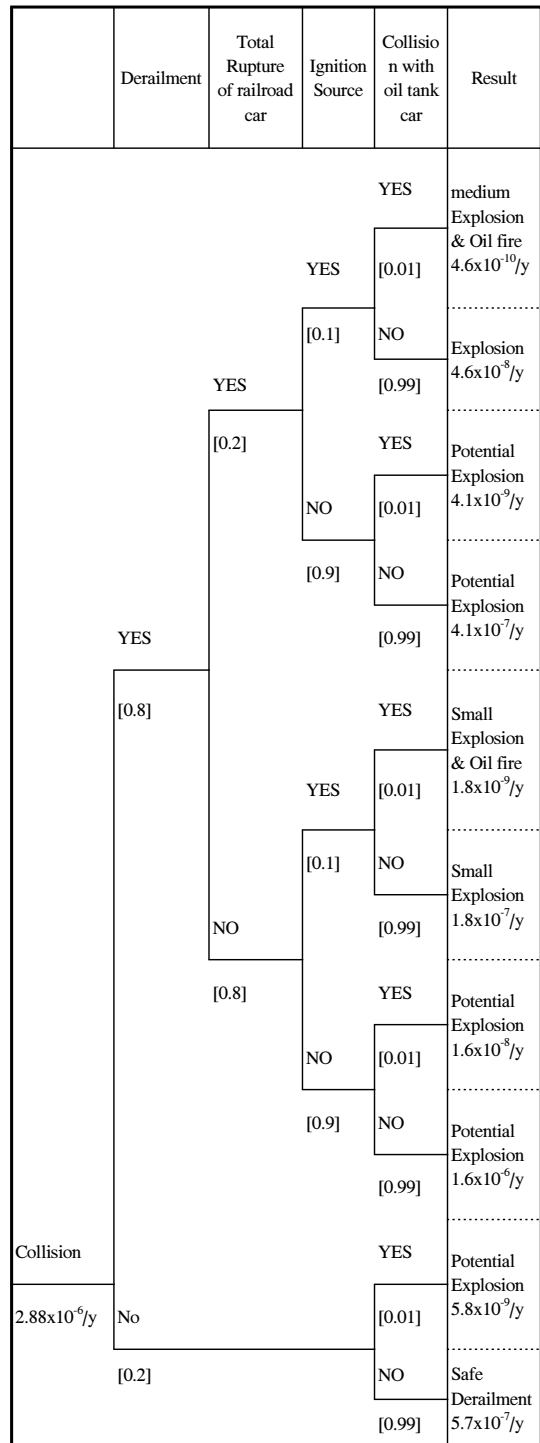 Derailment
Total
Rupture
of railroad
car
Ignition
Source
Collisio
n with
oil tank
car
Result
YES
medium
Explosion
& Oil fire
4.6x10⁻¹⁰/y
YES
[0.01]
[0.1]
NO
Explosion
4.6x10⁻⁸/y
YES
[0.99]
[0.2]
YES
Potential
Explosion
4.1x10⁻⁹/y
NO
[0.01]
[0.9]
NO
Potential
Explosion
4.1x10⁻⁷/y
YES
[0.99]
[0.8]
YES
Small
Explosion
& Oil fire
1.8x10⁻⁹/y
YES
[0.01]
[0.1]
NO
Small
Explosion
1.8x10⁻⁷/y
NO
[0.99]
[0.8]
YES
Potential
Explosion
1.6x10⁻⁸/y
NO
[0.01]
[0.9]
NO
Potential
Explosion
1.6x10⁻⁶/y
[0.99]
Collision
YES
Potential
Explosion
5.8x10⁻⁹/y
2.88x10⁻⁶/y
No
[0.01]
[0.2]
NO
Safe
Derailment
5.7x10⁻⁷/y
[0.99]